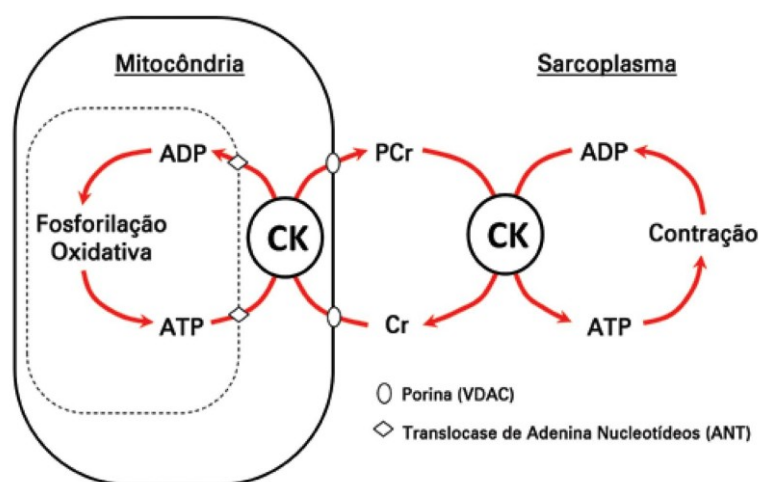 Mitocôndria
Sarcoplasma
ADP
PCr
ADP
Fosforilação
Oxidativa
CK
CK
Contração
ATP
Cr
ATP
Porina (VDAC)
Translocase de Adenina Nucleotídeos (ANT)